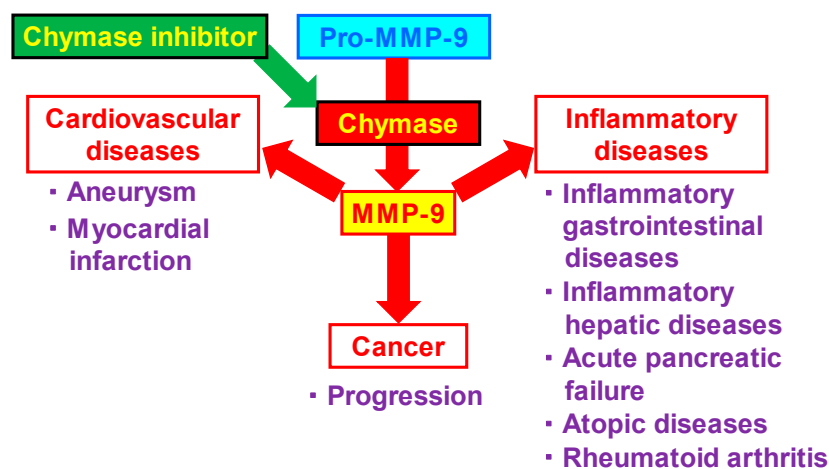 Chymase inhibitor
Pro-MMP-9
Chymase
Cardiovascular
diseases
・Aneurysm
・Myocardial
infarction
MMP-9
Inflammatory
diseases
・Inflammatory
gastrointestinal
diseases
・Inflammatory
hepatic diseases
・Acute pancreatic
failure
・Atopic diseases
・Rheumatoid arthritis
Cancer
・Progression